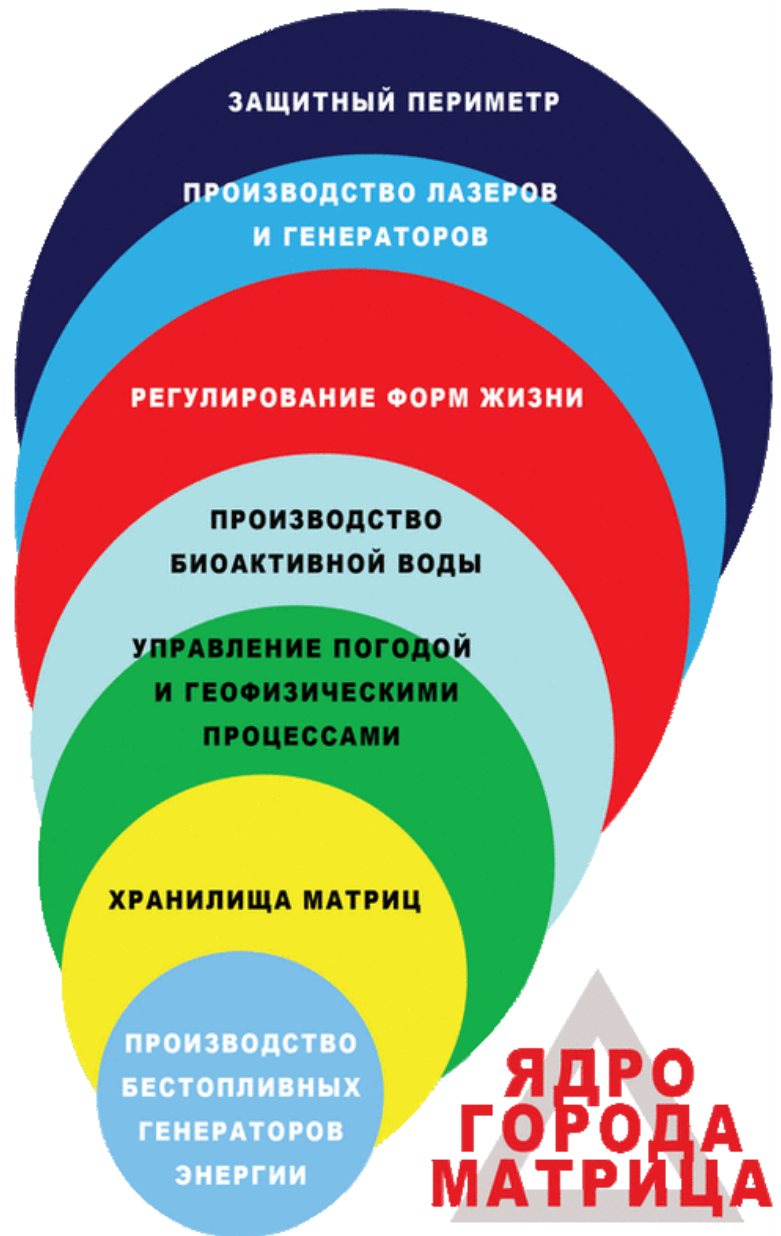 ЗАЩИТНЫЙ ПЕРИМЕТР
ПРОИЗВОДСТВО ЛАЗЕРОВ
И ГЕНЕРАТОРОВ
РЕГУЛИРОВАНИЕ ФОРМ ЖИЗНИ
ПРОИЗВОДСТВО
БИОАКТИВНОЙ ВОДЫ
УПРАВЛЕНИЕ ПОГОДОЙ
И ГЕОФИЗИЧЕСКИМИ
ПРОЦЕССАМИ
ХРАНИЛИЩА МАТРИЦ
ПРОИЗВОДСТВО
БЕСТОПЛИВНЫХ
ГЕНЕРАТОРОВ
ЭНЕРГИИ
ЯДРО
ГОРОДА
МАТРИЦА